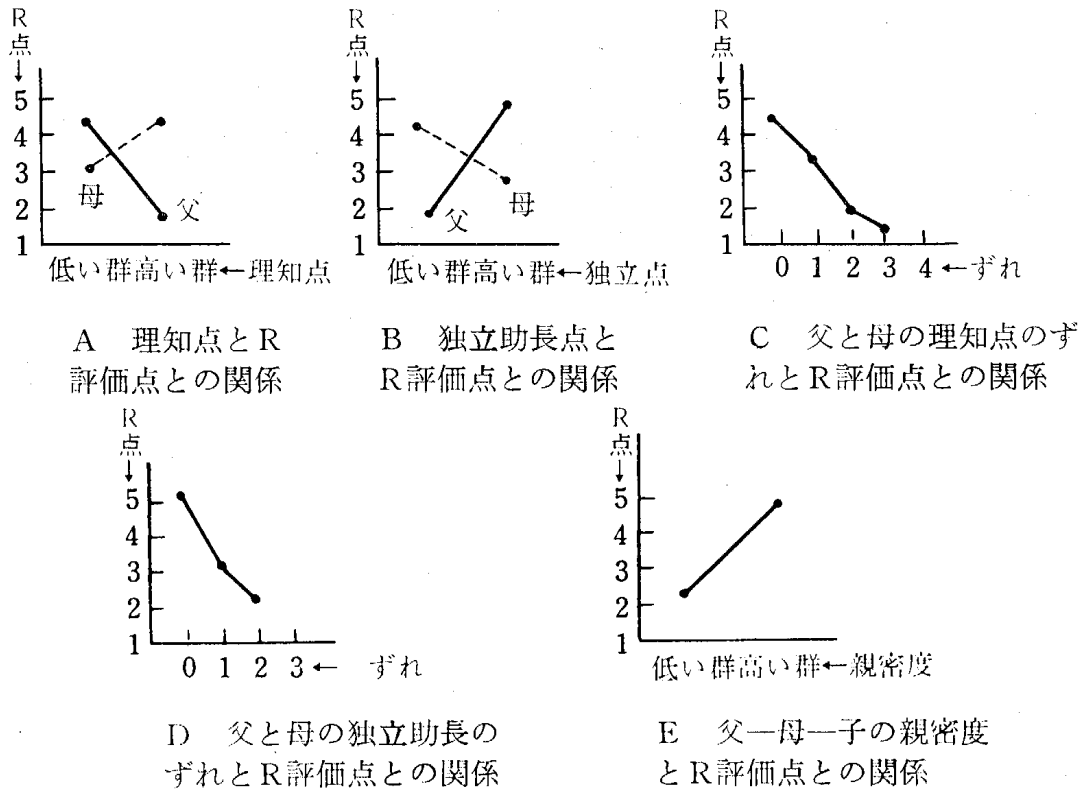 R
点
↓
5
4
3
2
1
母
父
低い群高い群←理知点
A 理知点とR
評価点との関係
R
点
↓
5
4
3
2
1
父
母
低い群高い群←独立点
B 独立助長点と
R評価点との関係
R
点
↓
5
4
3
2
1
0 1 2 3 4 ←ずれ
C 父と母の理知点のず
れとR評価点との関係
R
点
↓
5
4
3
2
1
0 1 2 3← ずれ
D 父と母の独立助長の
ずれとR評価点との関係
R
点
↓
5
4
3
2
1
低い群高い群←親密度
E 父―母―子の親密度
とR評価点との関係